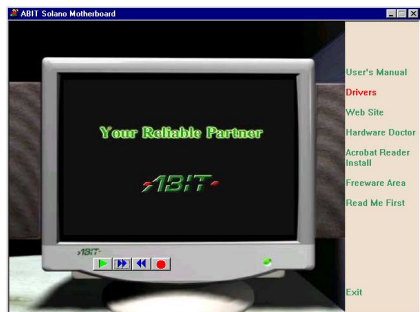 ABIT Solano Motherboard
Your Reliable Partner
ABIT
ABIT
User's Manual
Drivers
Web Site
Hardware Doctor
Acrobat Reader
Install
Freeware Area
Read Me First
Exit